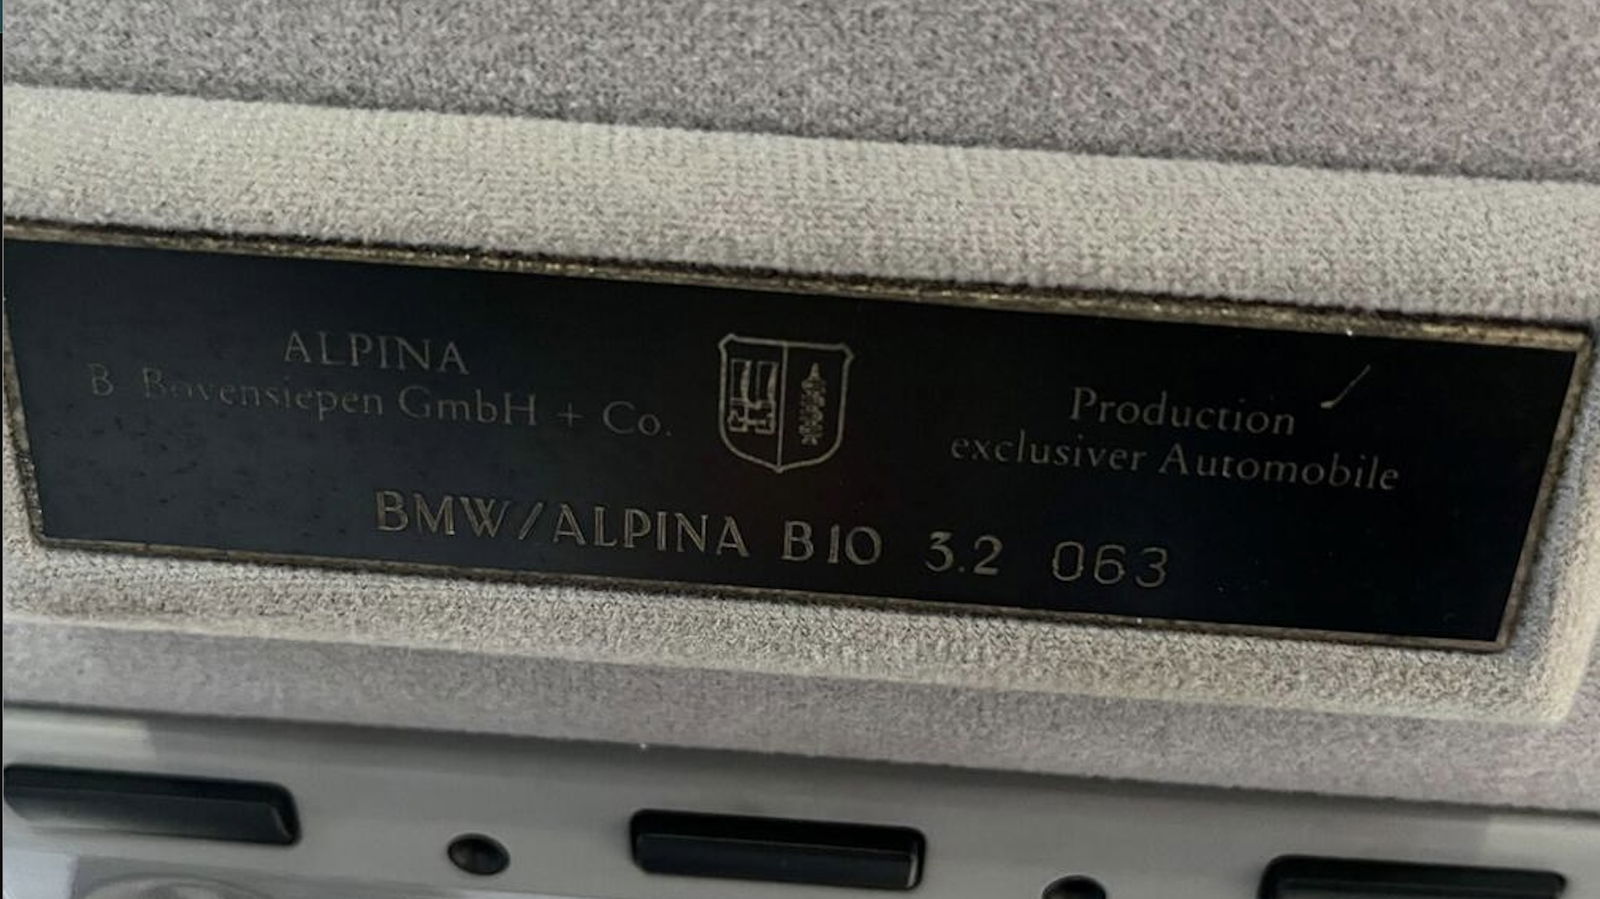 ALPINA
B. Bovensiepen GmbH + Co.
Production
exclusiver Automobile
BMW/ALPINA B10 3.2 063